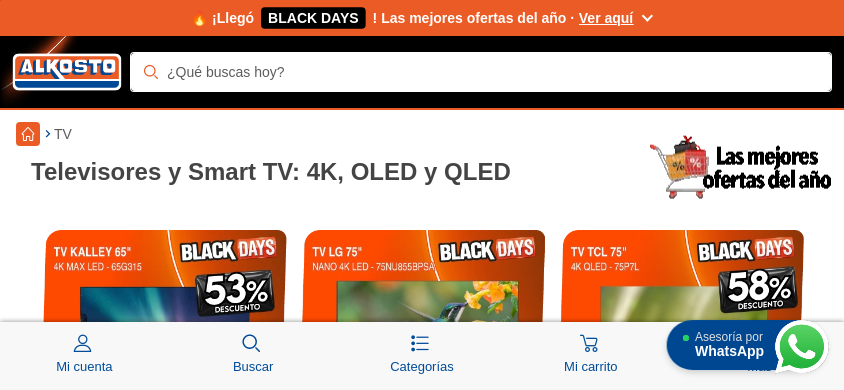 🔥 ¡Llegó BLACK DAYS ! Las mejores ofertas del año · Ver aquí
ALKOSTO
¿Qué buscas hoy?
TV
Televisores y Smart TV: 4K, OLED y QLED
Las mejores
ofertas del año
TV KALLEY 65"
4K MAX LED - 65G315
BLACK DAYS
53%
DESCUENTO
TV LG 75"
NANO 4K LED - 75NU855BPSA
BLACK DAYS
TV TCL 75"
4K QLED - 75P7L
BLACK DAYS
58%
DESCUENTO
Mi cuenta
Buscar
Categorías
Mi carrito
Asesoría por
WhatsApp